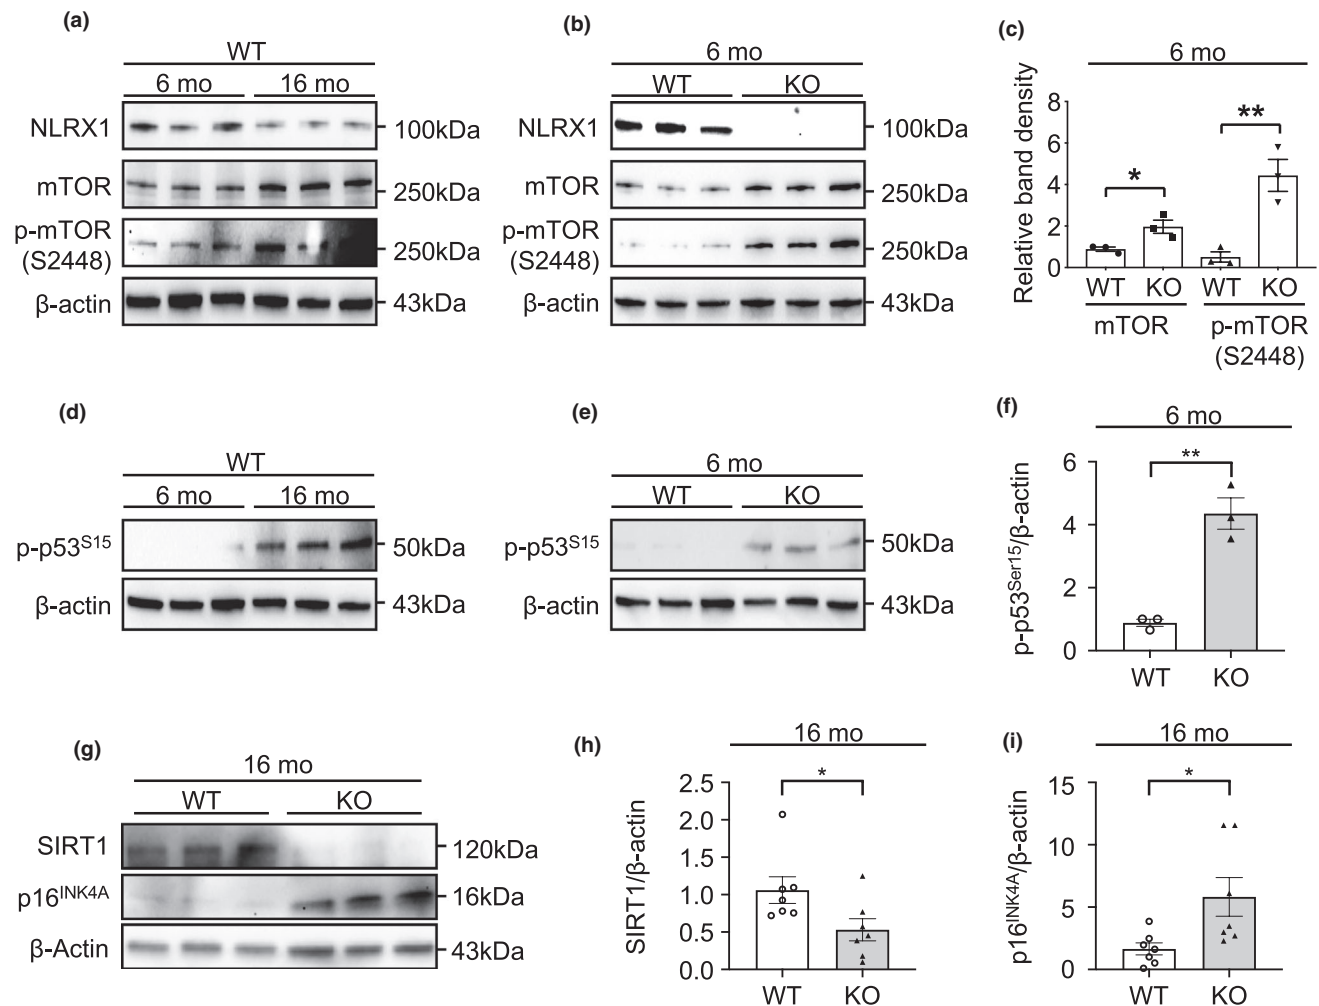 (a)
WT
6 mo 16 mo
NLRX1 100kDa
mTOR 250kDa
p-mTOR
(S2448) 250kDa
β-actin 43kDa
(b)
6 mo
WT KO
NLRX1 100kDa
mTOR 250kDa
p-mTOR
(S2448) 250kDa
β-actin 43kDa
(c)
6 mo
Relative band density
8
6
4
2
0
* **
WT KO WT KO
mTOR p-mTOR
(S2448)
(d)
WT
6 mo 16 mo
p-p53S15 50kDa
β-actin 43kDa
(e)
6 mo
WT KO
p-p53S15 50kDa
β-actin 43kDa
(f)
6 mo
p-p53Ser15/β-actin
6
4
2
0
**
WT KO
(g)
16 mo
WT KO
SIRT1 120kDa
p16INK4A 16kDa
β-Actin 43kDa
(h)
16 mo
SIRT1/β-actin
2.5
2.0
1.5
1.0
0.5
0.0
*
WT KO
(i)
16 mo
p16INK4A/β-actin
15
10
5
0
*
WT KO